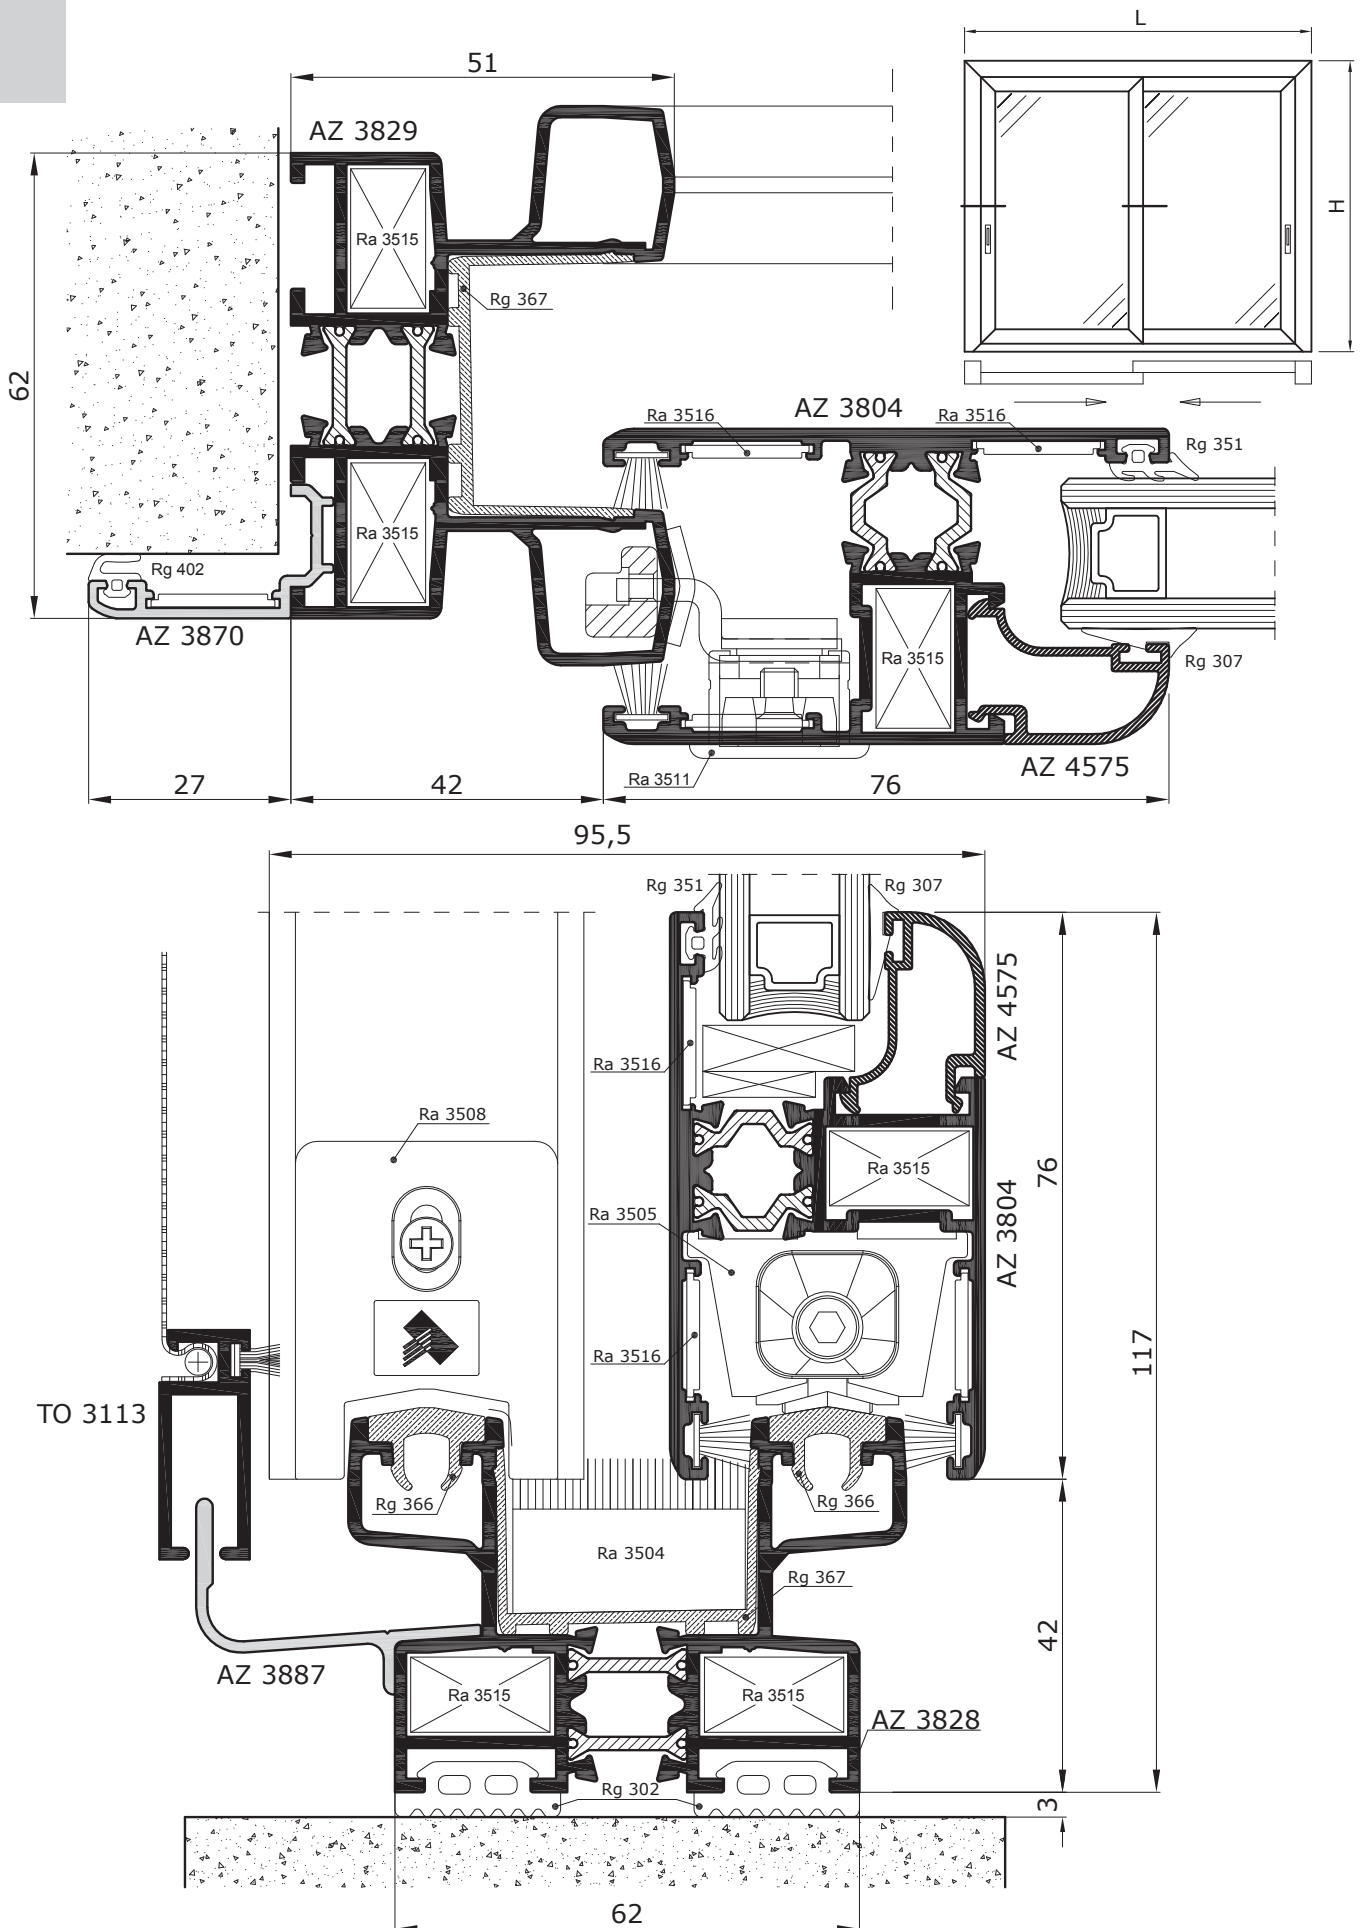 L
51
AZ 3829
H
Ra 3515
Rg 367
62
AZ 3804
Ra 3516
Ra 3516
Rg 351
Ra 3515
Rg 402
AZ 3870
Ra 3515
Rg 307
AZ 4575
Ra 3511
27
42
76
95,5
Rg 351
Rg 307
AZ 4575
Ra 3516
Ra 3508
Ra 3515
76
Ra 3505
AZ 3804
Ra 3516
117
TO 3113
Rg 366
Rg 366
Ra 3504
Rg 367
42
AZ 3887
Ra 3515
Ra 3515
AZ 3828
Rg 302
3
62